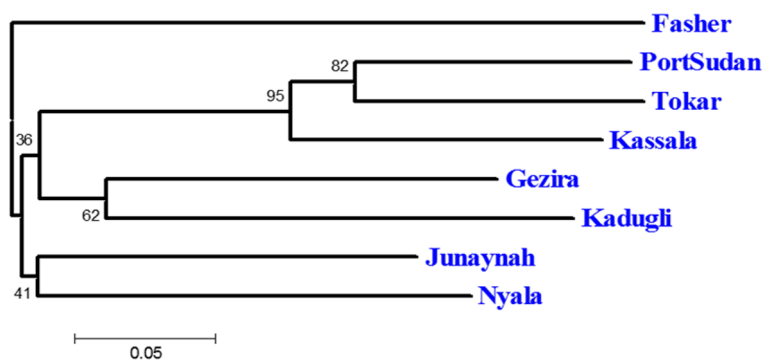 Fasher
PortSudan
82
Tokar
95
Kassala
36
Gezira
Kadugli
62
Junaynah
Nyala
41
0.05